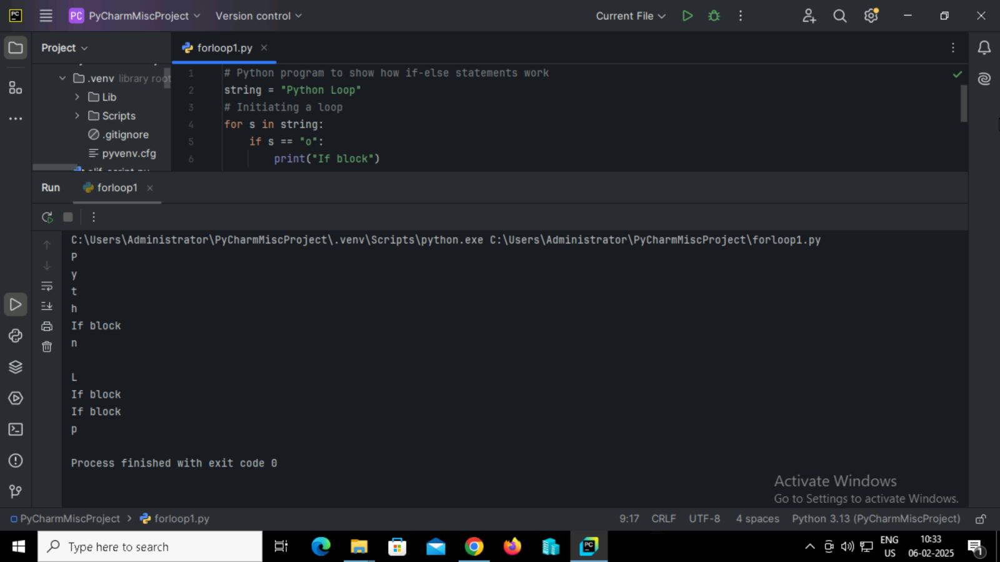 PC PyCharmMiscProject Version control Current File
Project
forloop1.py
.venv library root
Lib
Scripts
.gitignore
pyvenv.cfg
1 # Python program to show how if-else statements work
2 string = "Python Loop"
3 # Initiating a loop
4 for s in string:
5 if s == "o":
6 print("If block")
Run forloop1
C:\Users\Administrator\PyCharmMiscProject\.venv\Scripts\python.exe C:\Users\Administrator\PyCharmMiscProject\forloop1.py
P
y
t
h
If block
n
L
If block
If block
p
Process finished with exit code 0
Activate Windows
Go to Settings to activate Windows.
PyCharmMiscProject > forloop1.py 9:17 CRLF UTF-8 4 spaces Python 3.13 (PyCharmMiscProject)
Type here to search
PC
ENG
US
10:33
06-02-2025
1